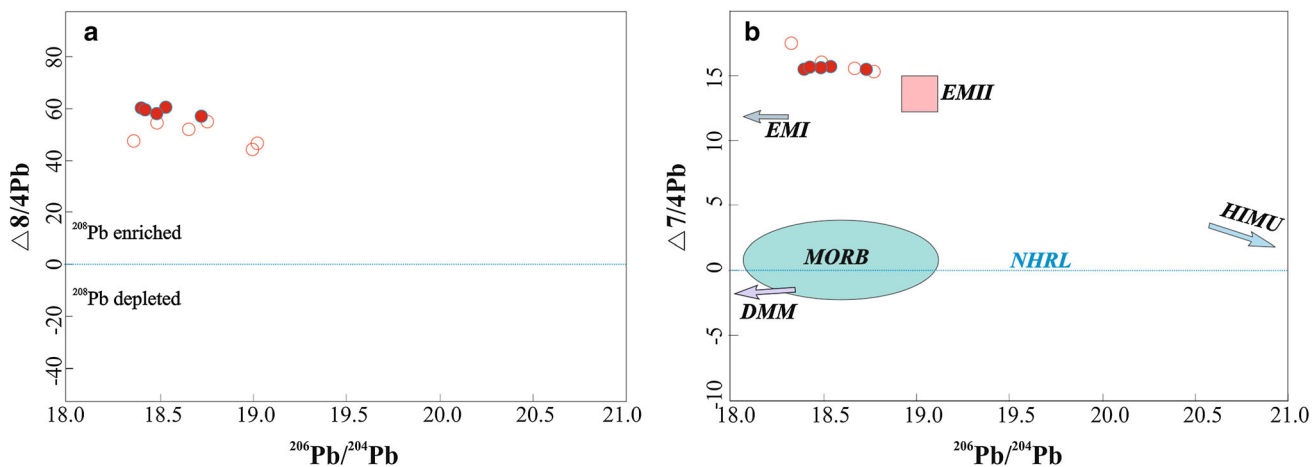 a
80
60
40
20
0
-20
-40
△8/4Pb
²⁰⁸Pb enriched
²⁰⁸Pb depleted
18.0 18.5 19.0 19.5 20.0 20.5 21.0
²⁰⁶Pb/²⁰⁴Pb
b
15
10
5
0
-5
-10
△7/4Pb
EMII
EMI
HIMU
MORB
NHRL
DMM
18.0 18.5 19.0 19.5 20.0 20.5 21.0
²⁰⁶Pb/²⁰⁴Pb